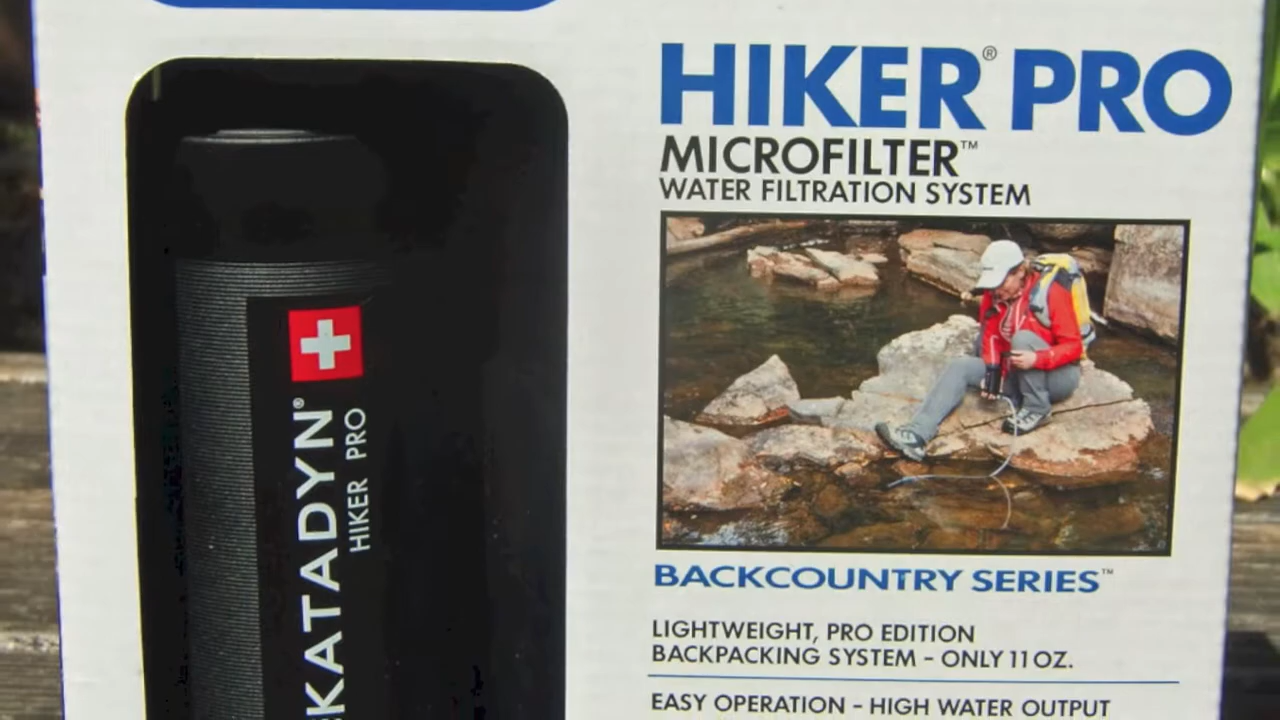 HIKER® PRO
MICROFILTER™
WATER FILTRATION SYSTEM
KATADYN®
HIKER PRO
BACKCOUNTRY SERIES™
LIGHTWEIGHT, PRO EDITION
BACKPACKING SYSTEM – ONLY 11 OZ.
EASY OPERATION – HIGH WATER OUTPUT